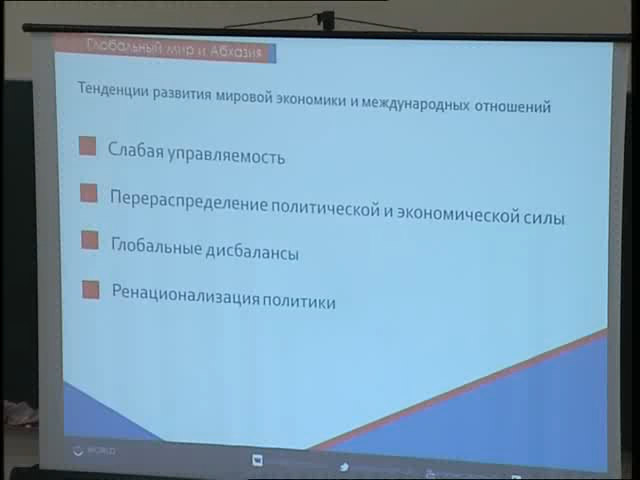 Глобальный мир и Абхазия
Тенденции развития мировой экономики и международных отношений
Слабая управляемость
Перераспределение политической и экономической силы
Глобальные дисбалансы
Ренационализация политики
WORLD